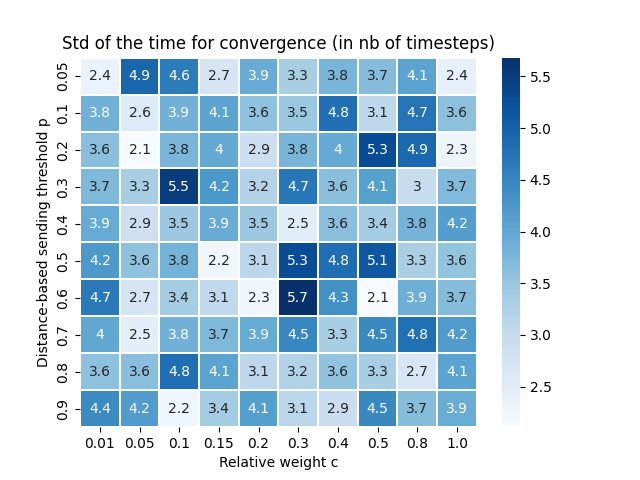 Std of the time for convergence (in nb of timesteps)
Distance-based sending threshold p
0.05 2.4 4.9 4.6 2.7 3.9 3.3 3.8 3.7 4.1 2.4
0.1 3.8 2.6 3.9 4.1 3.6 3.5 4.8 3.1 4.7 3.6
0.2 3.6 2.1 3.8 4 2.9 3.8 4 5.3 4.9 2.3
0.3 3.7 3.3 5.5 4.2 3.2 4.7 3.6 4.1 3 3.7
0.4 3.9 2.9 3.5 3.9 3.5 2.5 3.6 3.4 3.8 4.2
0.5 4.2 3.6 3.8 2.2 3.1 5.3 4.8 5.1 3.3 3.6
0.6 4.7 2.7 3.4 3.1 2.3 5.7 4.3 2.1 3.9 3.7
0.7 4 2.5 3.8 3.7 3.9 4.5 3.3 4.5 4.8 4.2
0.8 3.6 3.6 4.8 4.1 3.1 3.2 3.6 3.3 2.7 4.1
0.9 4.4 4.2 2.2 3.4 4.1 3.1 2.9 4.5 3.7 3.9
0.01 0.05 0.1 0.15 0.2 0.3 0.4 0.5 0.8 1.0
Relative weight c
5.5
5.0
4.5
4.0
3.5
3.0
2.5